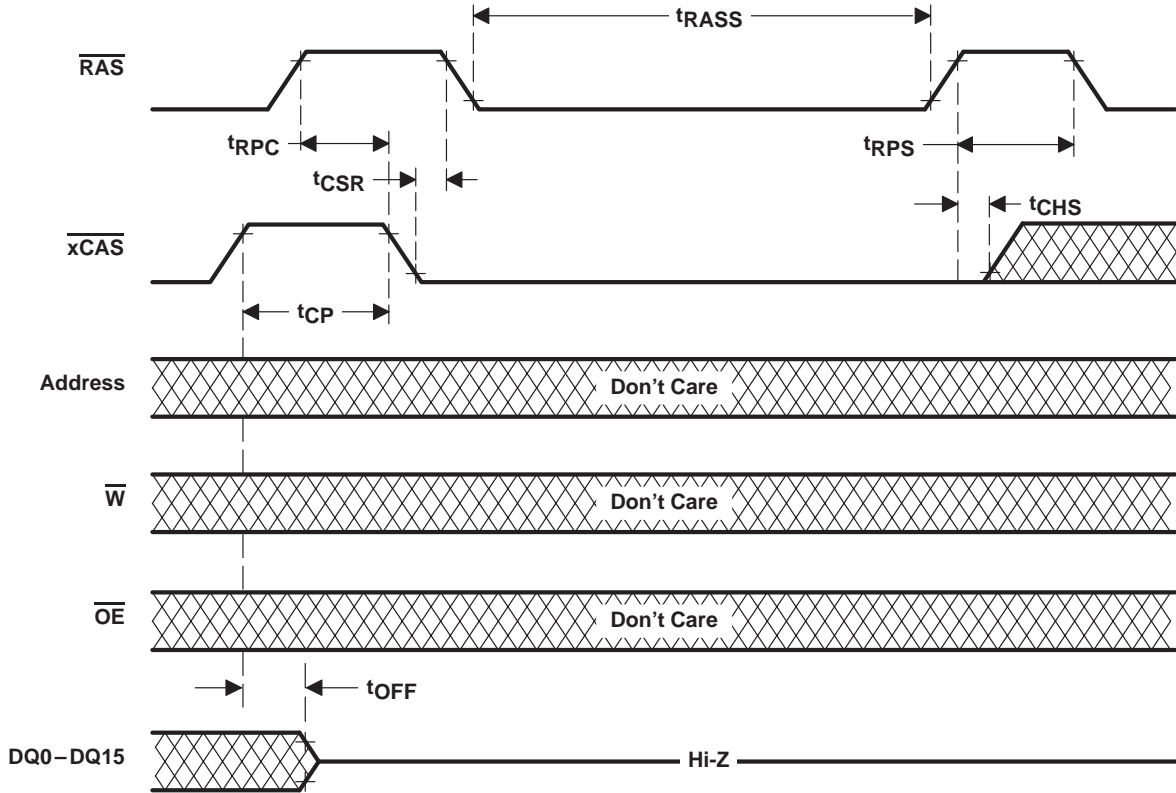 tRASS
RAS
tRPC
tRPS
tCSR
tCHS
xCAS
tCP
Address
Don't Care
W
Don't Care
OE
Don't Care
tOFF
DQ0–DQ15
Hi-Z